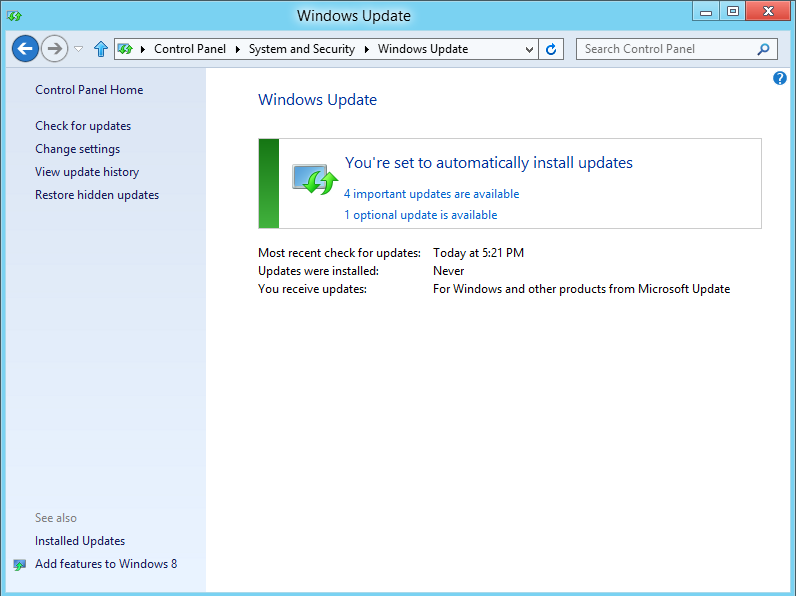 Windows Update
Control Panel System and Security Windows Update Search Control Panel
Control Panel Home
Check for updates
Change settings
View update history
Restore hidden updates
See also
Installed Updates
Add features to Windows 8
Windows Update
You're set to automatically install updates
4 important updates are available
1 optional update is available
Most recent check for updates: Today at 5:21 PM
Updates were installed: Never
You receive updates: For Windows and other products from Microsoft Update